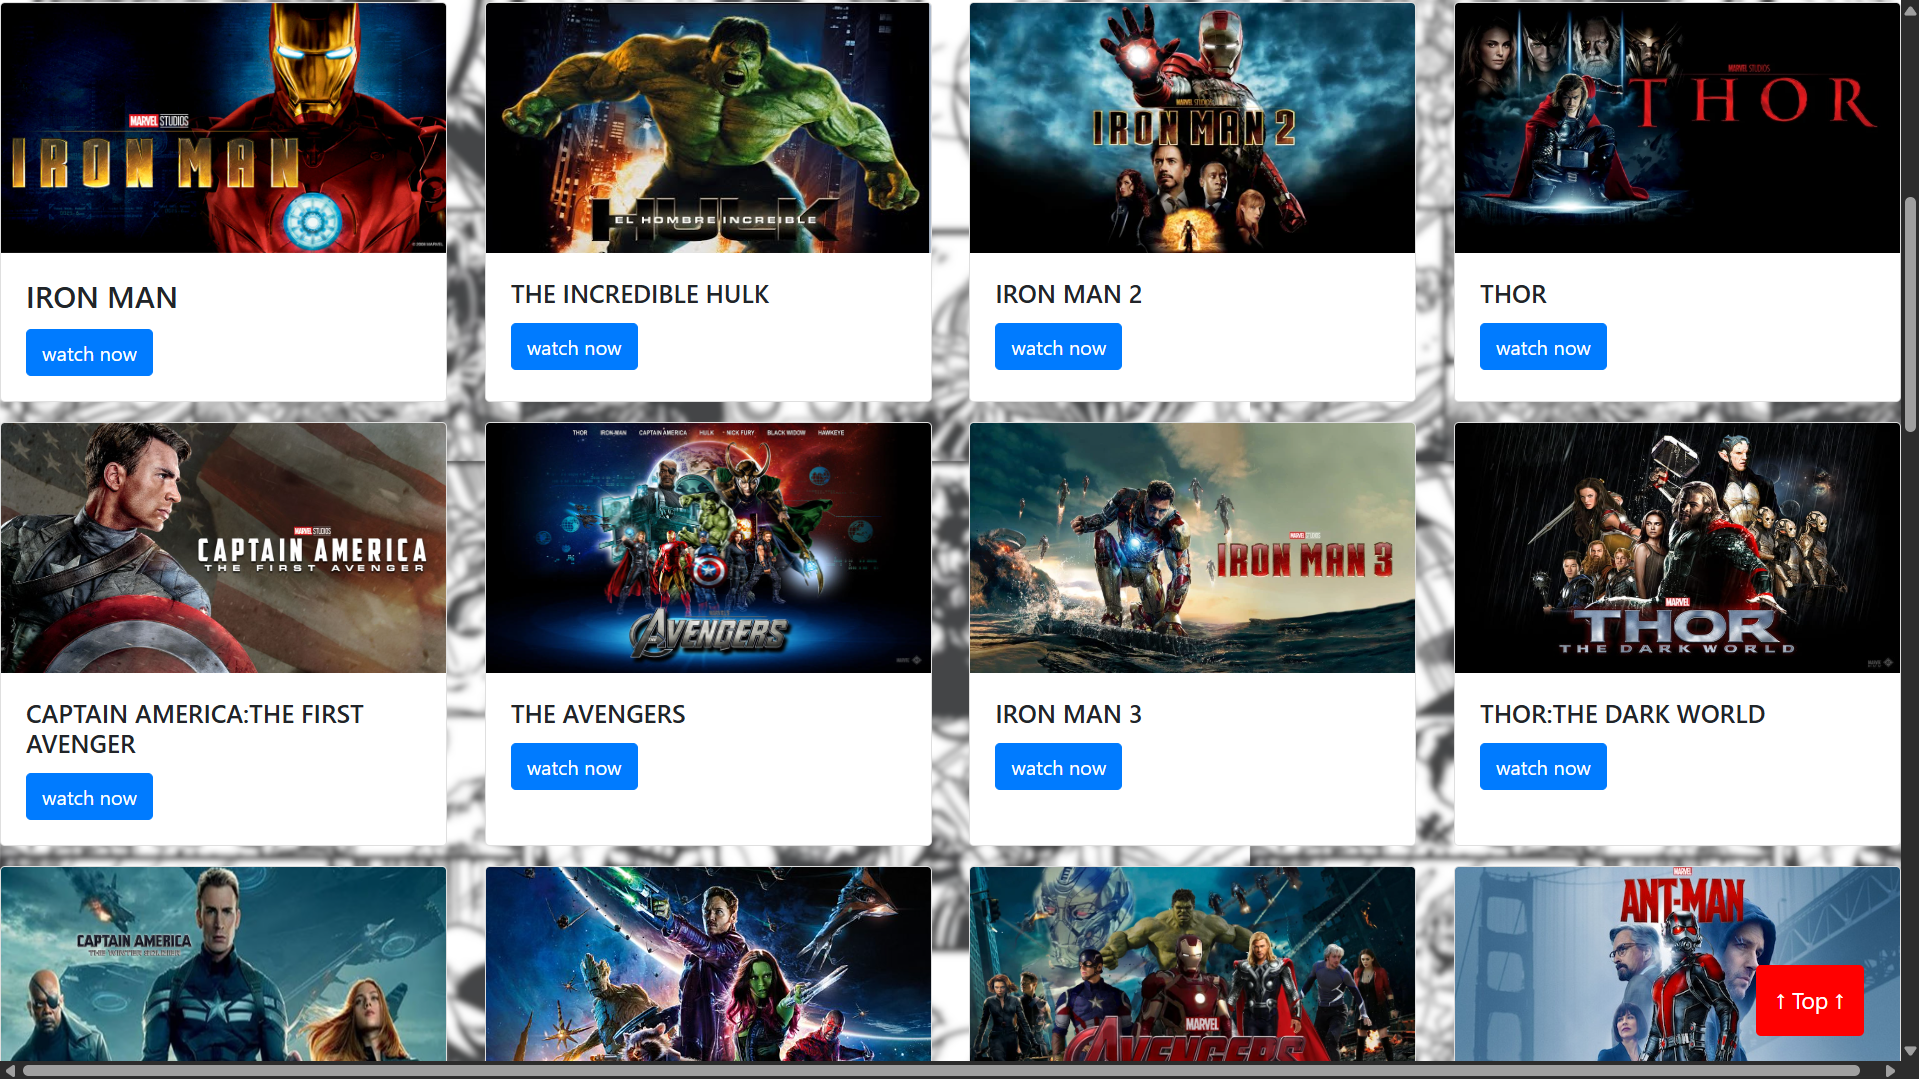 MARVEL STUDIOS
IRON MAN
EL HOMBRE INCREIBLE
HULK
MARVEL STUDIOS
IRON MAN 2
MARVEL STUDIOS
THOR
IRON MAN
watch now
THE INCREDIBLE HULK
watch now
IRON MAN 2
watch now
THOR
watch now
MARVEL STUDIOS
CAPTAIN AMERICA
THE FIRST AVENGER
THOR IRON-MAN CAPTAIN AMERICA HULK NICK FURY BLACK WIDOW HAWKEYE
THE AVENGERS
MARVEL STUDIOS
IRON MAN 3
MARVEL
THOR
THE DARK WORLD
CAPTAIN AMERICA:THE FIRST
AVENGER
watch now
THE AVENGERS
watch now
IRON MAN 3
watch now
THOR:THE DARK WORLD
watch now
CAPTAIN AMERICA
THE WINTER SOLDIER
MARVEL
AVENGERS
MARVEL
ANT-MAN
↑ Top ↑